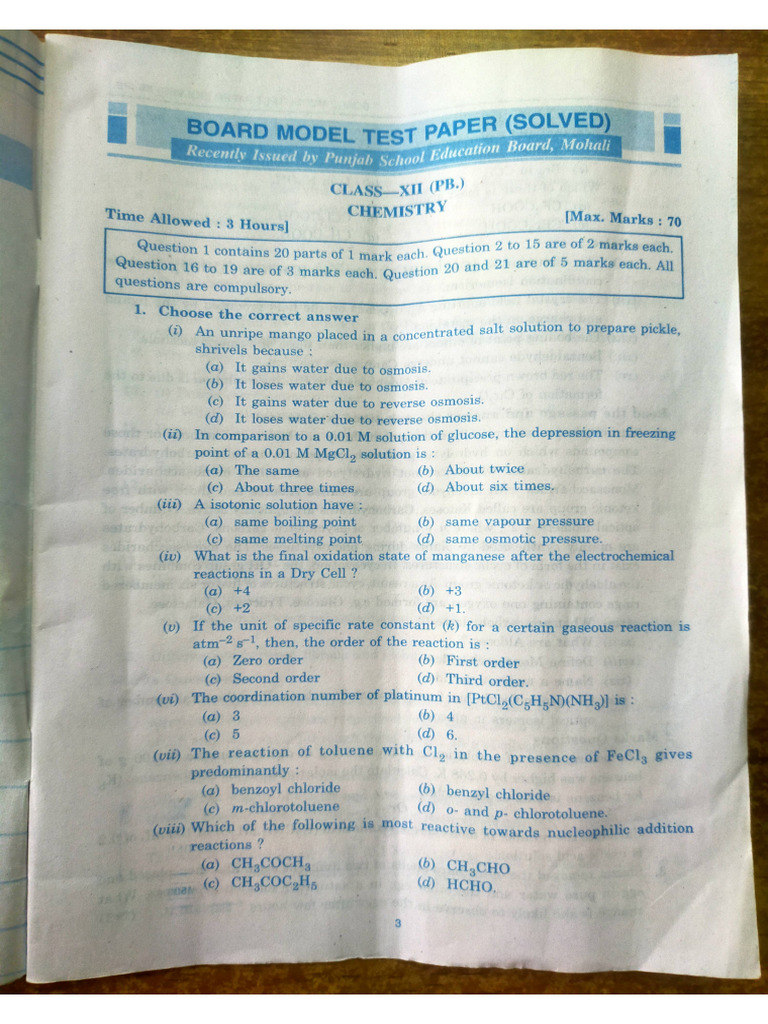 BOARD MODEL TEST PAPER (SOLVED)
Recently Issued by Punjab School Education Board, Mohali
CLASS—XII (PB.)
CHEMISTRY
Time Allowed : 3 Hours] [Max. Marks : 70
Question 1 contains 20 parts of 1 mark each. Question 2 to 15 are of 2 marks each.
Question 16 to 19 are of 3 marks each. Question 20 and 21 are of 5 marks each. All
questions are compulsory.
1. Choose the correct answer
(i) An unripe mango placed in a concentrated salt solution to prepare pickle,
shrivels because :
(a) It gains water due to osmosis.
(b) It loses water due to osmosis.
(c) It gains water due to reverse osmosis.
(d) It loses water due to reverse osmosis.
(ii) In comparison to a 0.01 M solution of glucose, the depression in freezing
point of a 0.01 M MgCl₂ solution is :
(a) The same (b) About twice
(c) About three times (d) About six times.
(iii) A isotonic solution have :
(a) same boiling point (b) same vapour pressure
(c) same melting point (d) same osmotic pressure.
(iv) What is the final oxidation state of manganese after the electrochemical
reactions in a Dry Cell ?
(a) +4 (b) +3
(c) +2 (d) +1.
(v) If the unit of specific rate constant (k) for a certain gaseous reaction is
atm⁻² s⁻¹, then, the order of the reaction is :
(a) Zero order (b) First order
(c) Second order (d) Third order.
(vi) The coordination number of platinum in [PtCl₂(C₅H₅N)(NH₃)] is :
(a) 3 (b) 4
(c) 5 (d) 6.
(vii) The reaction of toluene with Cl₂ in the presence of FeCl₃ gives
predominantly :
(a) benzoyl chloride (b) benzyl chloride
(c) m-chlorotoluene (d) o- and p- chlorotoluene.
(viii) Which of the following is most reactive towards nucleophilic addition
reactions ?
(a) CH₃COCH₃ (b) CH₃CHO
(c) CH₃COC₂H₅ (d) HCHO.
3